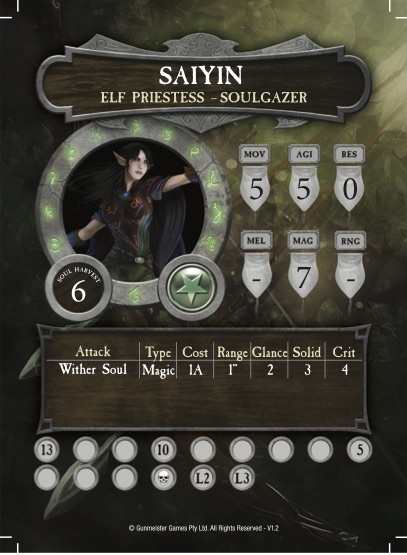 SAIYIN
ELF PRIESTESS – SOULGAZER
MOV AGI RES
5 5 0
MEL MAG RNG
- 7 -
SOUL HARVEST
6
Attack Type Cost Range Glance Solid Crit
Wither Soul Magic 1A 1" 2 3 4
13 10 5
L2 L3
© Gunmeister Games Pty Ltd. All Rights Reserved - V1.2